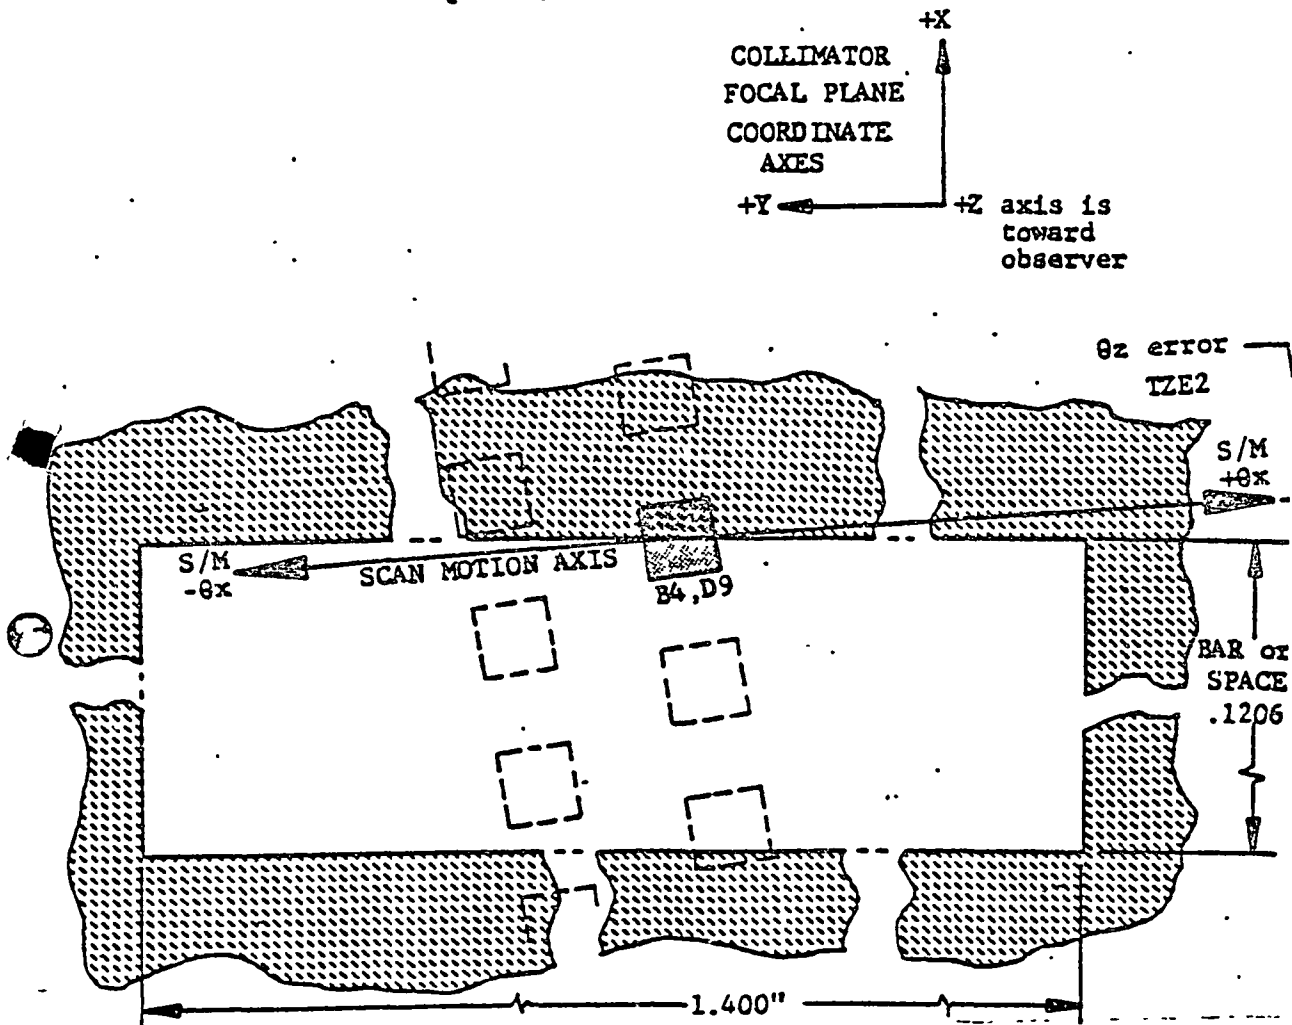 +X
COLLIMATOR
FOCAL PLANE
COORDINATE
AXES
+Y
+Z axis is
toward
observer
θz error
TZE2
S/M
+θx
S/M
-θx
SCAN MOTION AXIS
B4,D9
BAR or
SPACE
.1206
1.400"